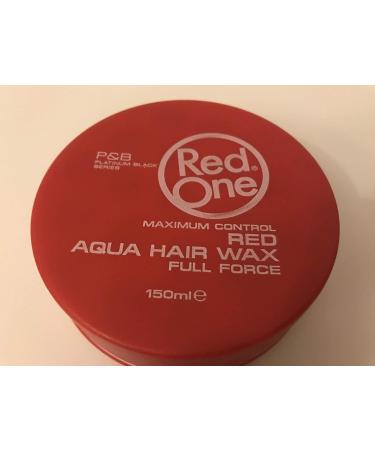 P&B
PLATINUM BLACK
SERIES
Red®
One
MAXIMUM CONTROL
RED
AQUA HAIR WAX
FULL FORCE
150ml℮